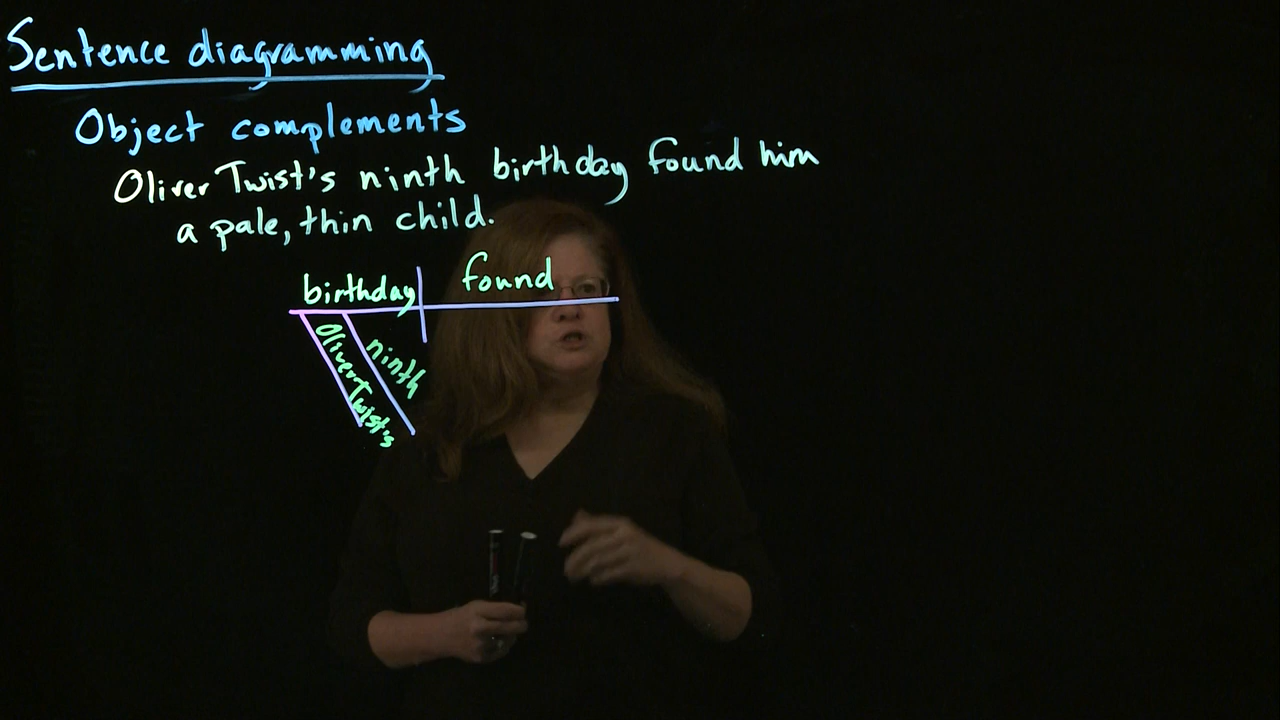 Sentence diagramming
Object complements
Oliver Twist's ninth birthday found him
a pale, thin child.
birthday found
Oliver Twist's
ninth